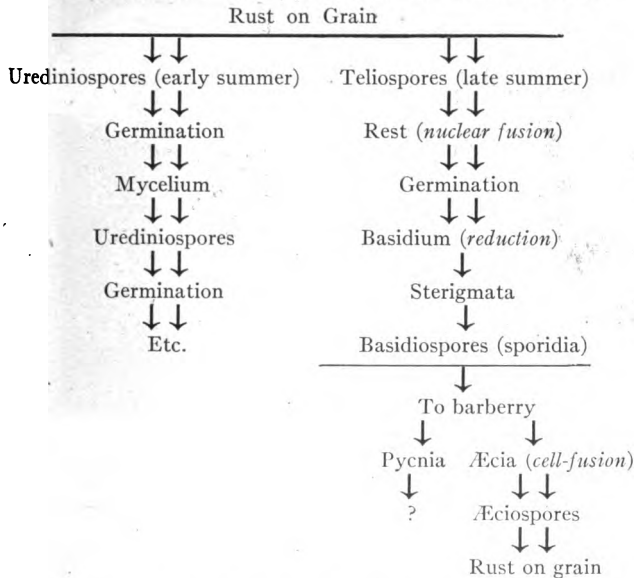 Rust on Grain
Urediniospores (early summer)
Teliospores (late summer)
Germination
Rest (nuclear fusion)
Mycelium
Germination
Urediniospores
Basidium (reduction)
Germination
Sterigmata
Etc.
Basidiospores (sporidia)
To barberry
Pycnia
Æcia (cell-fusion)
?
Æciospores
Rust on grain